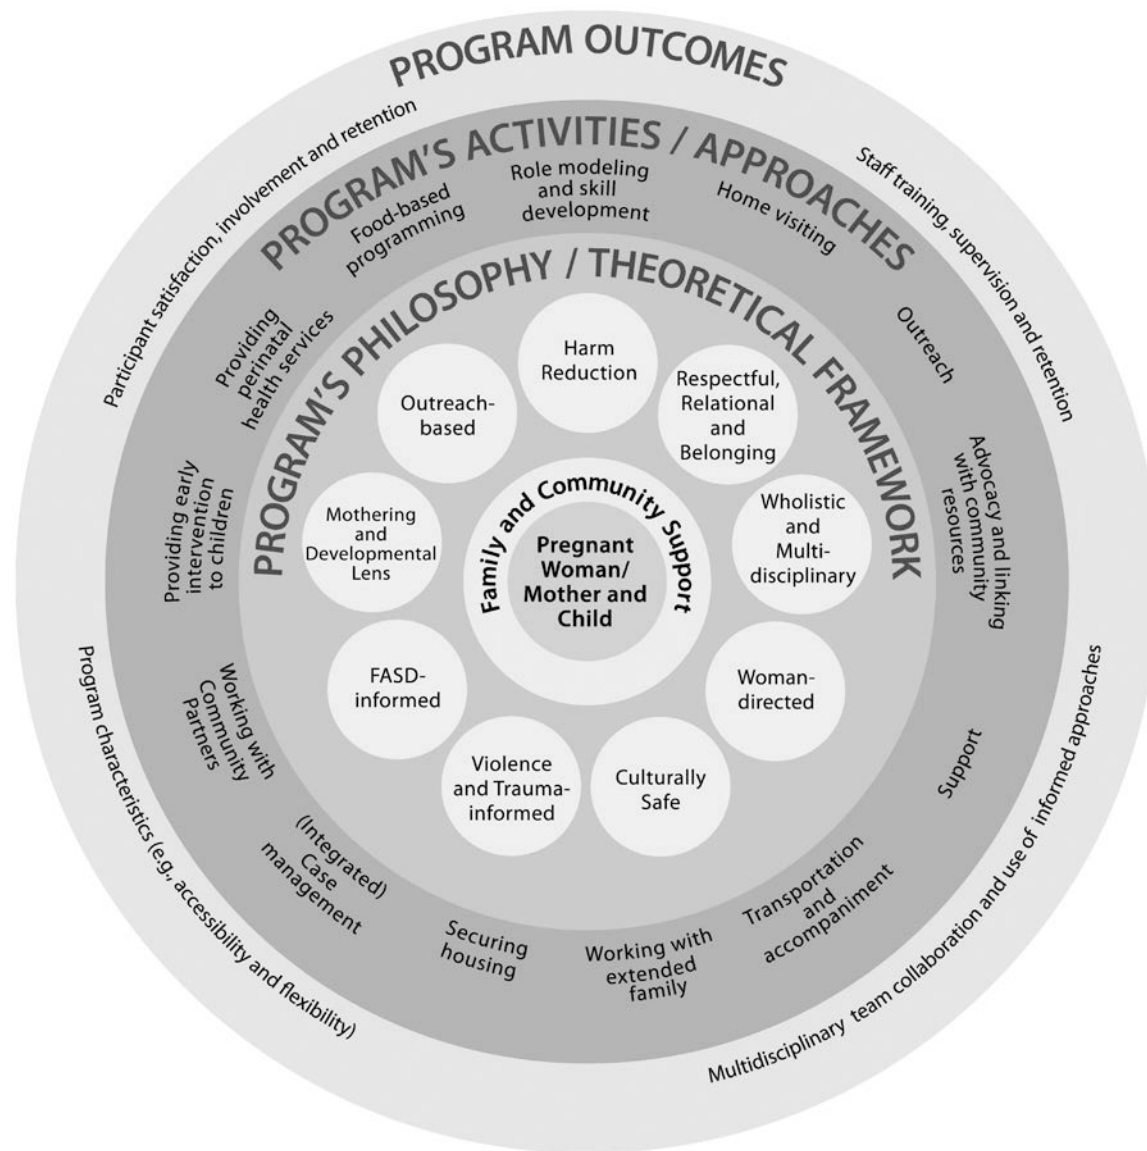 PROGRAM OUTCOMES
Participant satisfaction, involvement and retention
Staff training, supervision and retention
Multidisciplinary team collaboration and use of informed approaches
Program characteristics (e.g., accessibility and flexibility)
PROGRAM'S ACTIVITIES / APPROACHES
Food-based
programming
Role modeling
and skill
development
Home visiting
Outreach
Advocacy and linking
with community
resources
Support
Transportation
and
accompaniment
Working with
extended
family
Securing
housing
(Integrated)
Case
management
Working with
Community
Partners
Providing early
intervention
to children
Providing
perinatal
health services
PROGRAM'S PHILOSOPHY / THEORETICAL FRAMEWORK
Harm
Reduction
Respectful,
Relational
and
Belonging
Wholistic
and
Multi-
disciplinary
Woman-
directed
Culturally
Safe
Violence
and Trauma-
informed
FASD-
informed
Mothering
and
Developmental
Lens
Outreach-
based
Family and Community Support
Pregnant
Woman/
Mother and
Child